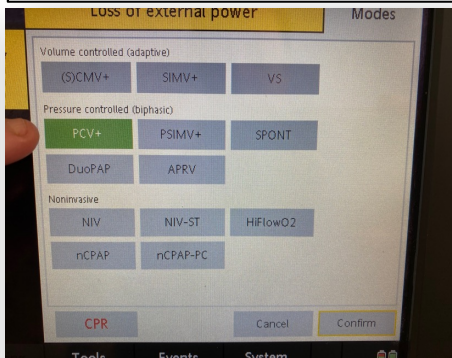 Loss of external power
Modes
Volume controlled (adaptive)
(S)CMV+ SIMV+ VS
Pressure controlled (biphasic)
PCV+ PSIMV+ SPONT
DuoPAP APRV
Noninvasive
NIV NIV-ST HiFlowO2
nCPAP nCPAP-PC
CPR Cancel Confirm
Tools Events System